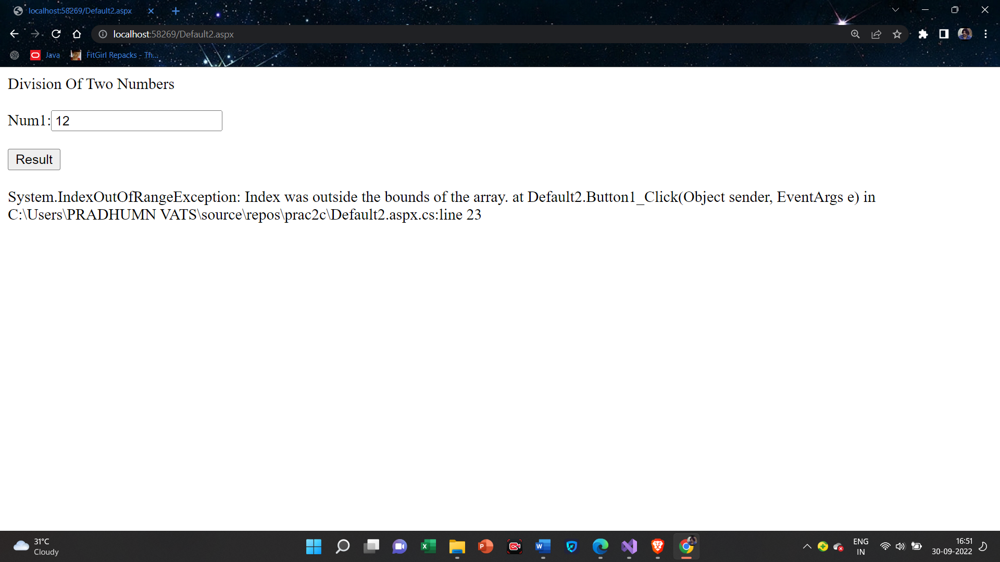 localhost:58269/Default2.aspx
localhost:58269/Default2.aspx
Java
FitGirl Repacks - Th...
Division Of Two Numbers
Num1: 12
Result
System.IndexOutOfRangeException: Index was outside the bounds of the array. at Default2.Button1_Click(Object sender, EventArgs e) in
C:\Users\PRADHUMN VATS\source\repos\prac2c\Default2.aspx.cs:line 23
31°C
Cloudy
ENG
IN
16:51
30-09-2022